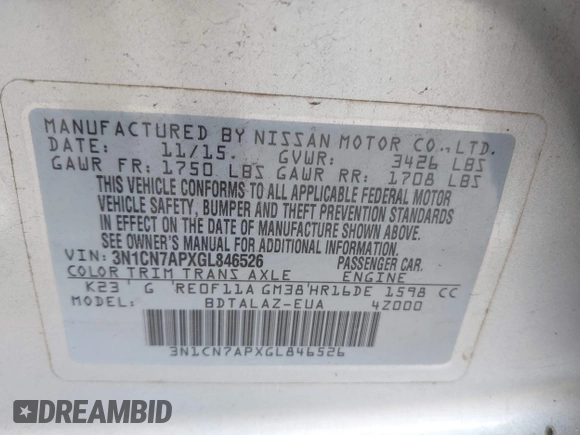 MANUFACTURED BY NISSAN MOTOR CO., LTD.
DATE: 11/15. GVWR: 3426 LBS
GAWR FR: 1750 LBS GAWR RR: 1708 LBS
THIS VEHICLE CONFORMS TO ALL APPLICABLE FEDERAL MOTOR
VEHICLE SAFETY, BUMPER AND THEFT PREVENTION STANDARDS
IN EFFECT ON THE DATE OF MANUFACTURE SHOWN ABOVE.
SEE OWNER'S MANUAL FOR ADDITIONAL INFORMATION.
VIN: 3N1CN7APXGL846526 PASSENGER CAR.
COLOR TRIM TRANS AXLE ENGINE
K23 G RE0F11A GM38 HR16DE 1598 CC
MODEL: BDTALAZ-EUA 4Z000
3N1CN7APXGL846526
DREAMBID